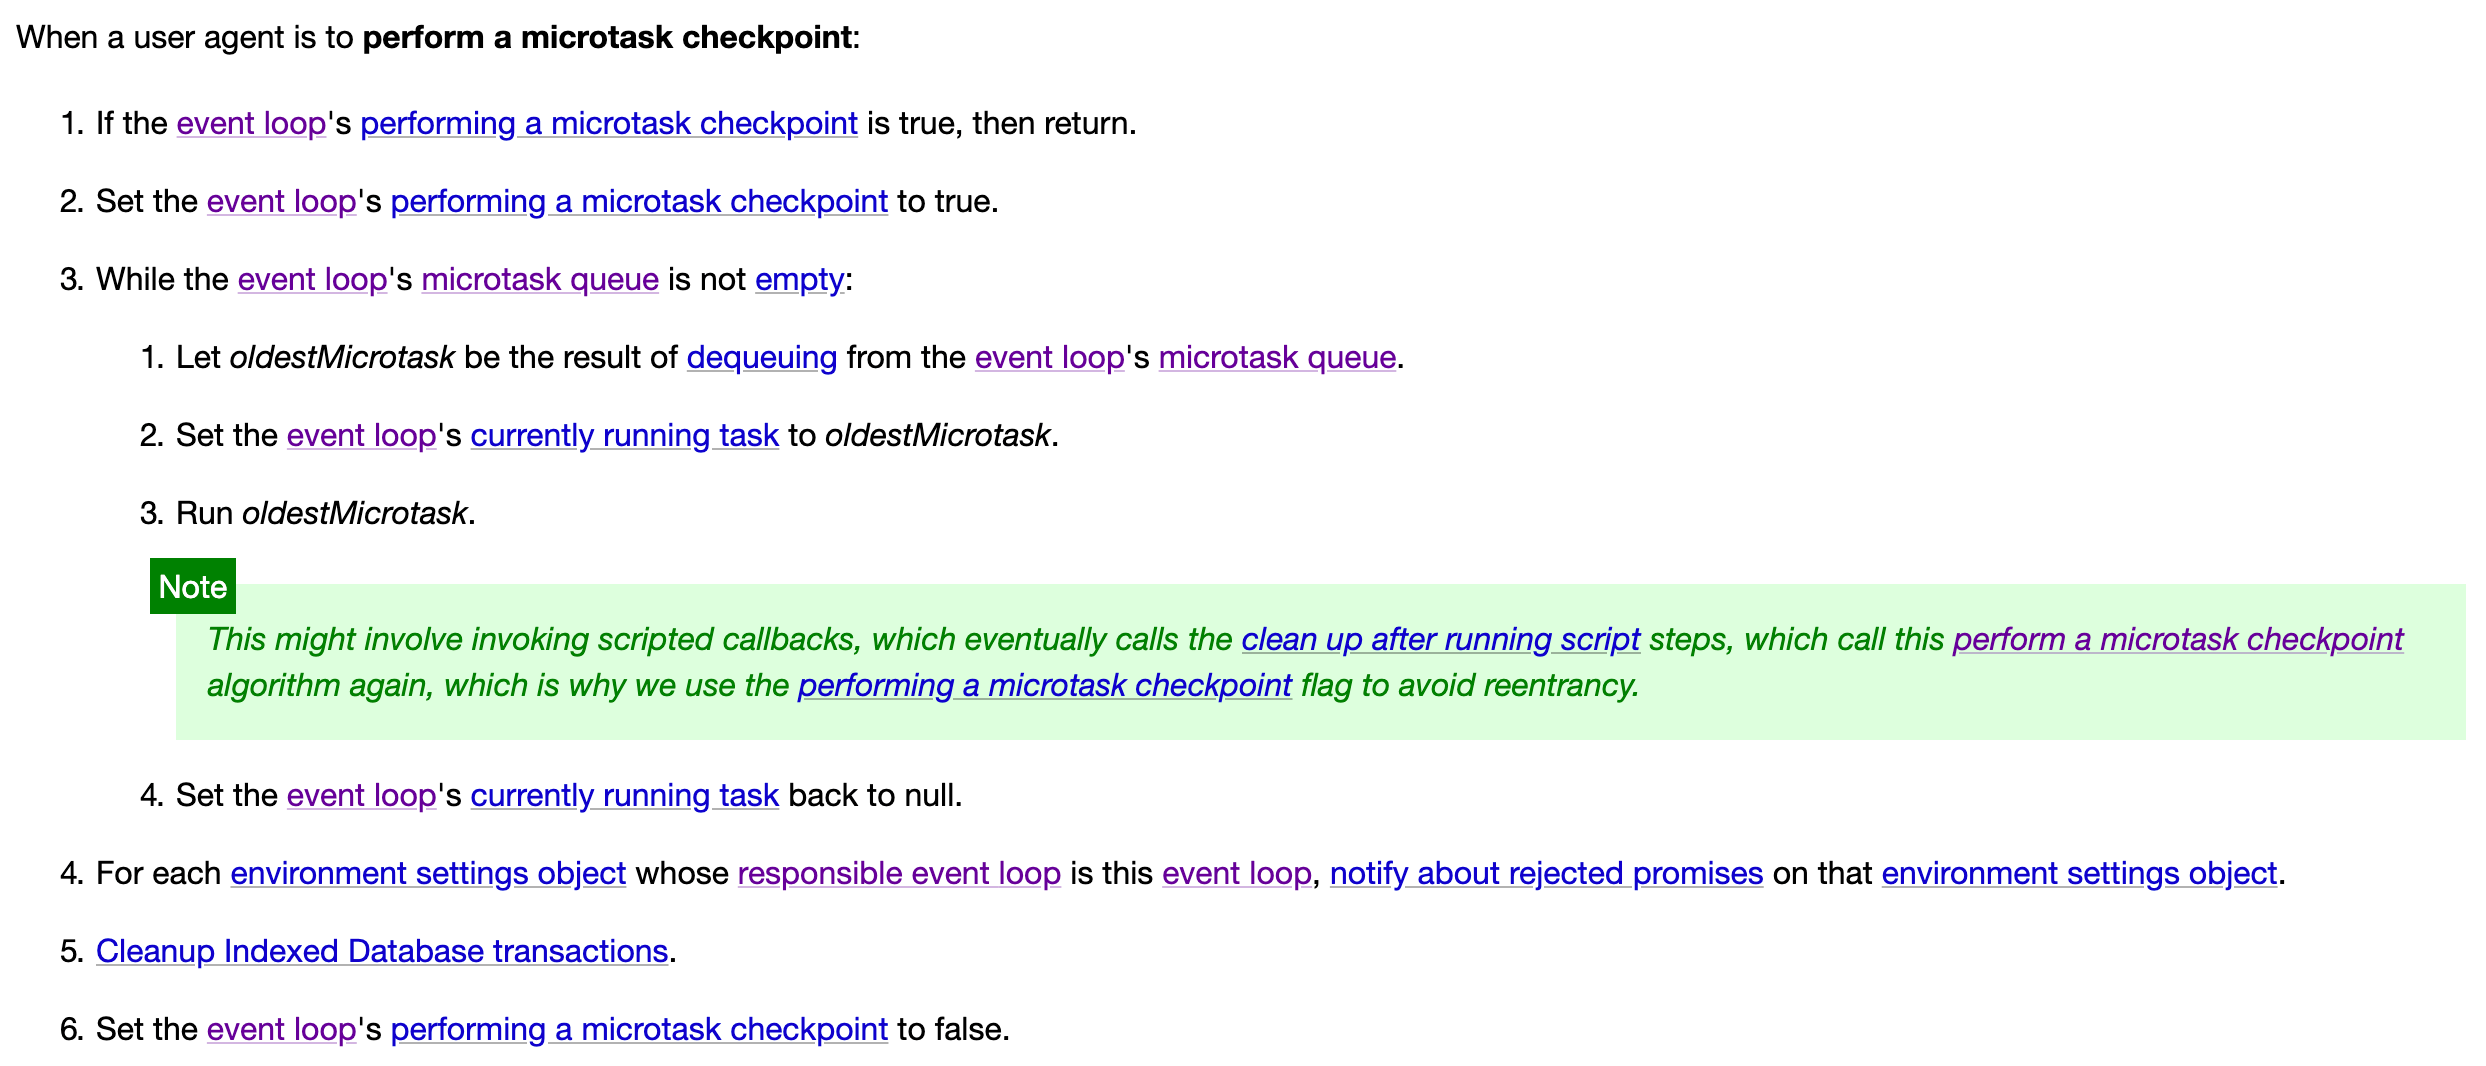 When a user agent is to perform a microtask checkpoint:
1. If the event loop's performing a microtask checkpoint is true, then return.
2. Set the event loop's performing a microtask checkpoint to true.
3. While the event loop's microtask queue is not empty:
1. Let oldestMicrotask be the result of dequeuing from the event loop's microtask queue.
2. Set the event loop's currently running task to oldestMicrotask.
3. Run oldestMicrotask.
Note
This might involve invoking scripted callbacks, which eventually calls the clean up after running script steps, which call this perform a microtask checkpoint
algorithm again, which is why we use the performing a microtask checkpoint flag to avoid reentrancy.
4. Set the event loop's currently running task back to null.
4. For each environment settings object whose responsible event loop is this event loop, notify about rejected promises on that environment settings object.
5. Cleanup Indexed Database transactions.
6. Set the event loop's performing a microtask checkpoint to false.